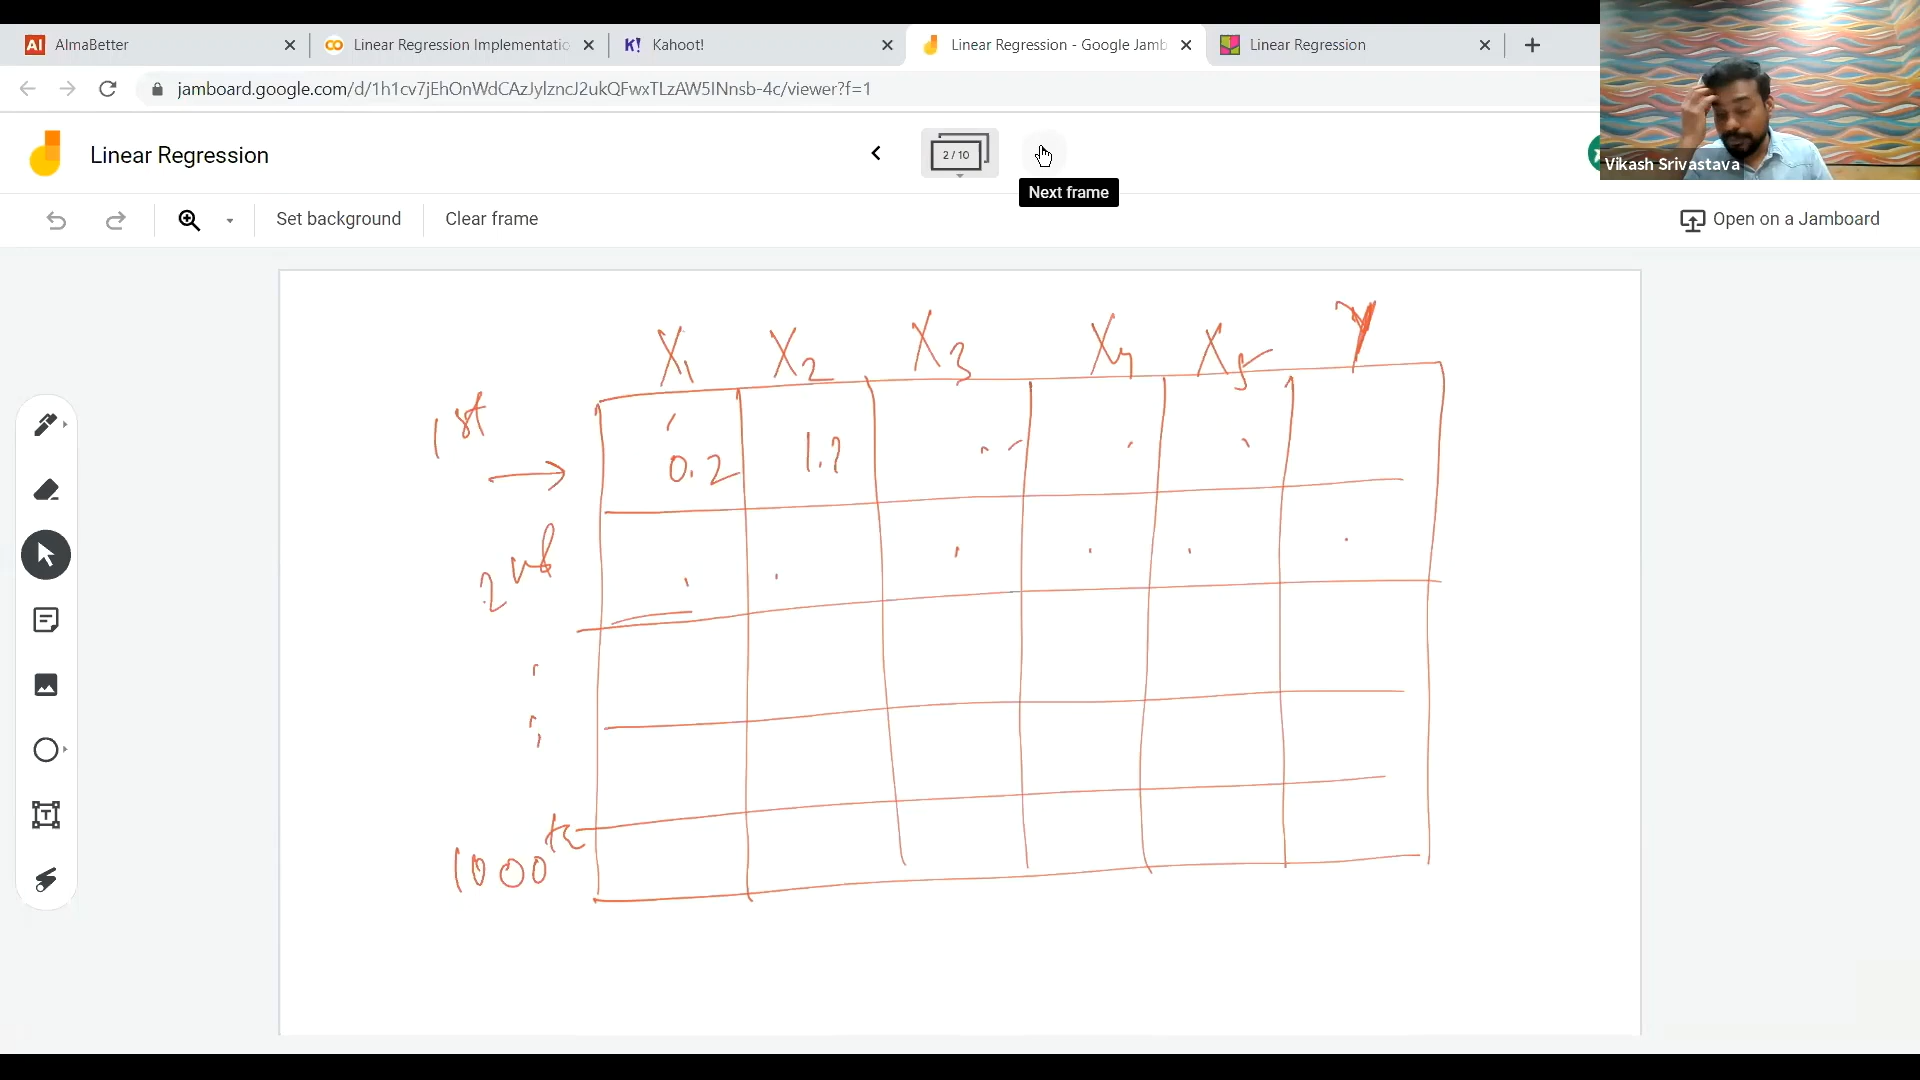 AlmaBetter
Linear Regression Implementatio
K! Kahoot!
Linear Regression - Google Jamb
Linear Regression
jamboard.google.com/d/1h1cv7jEhOnWdCAzJylzncJ2ukQFwxTLzAW5INnsb-4c/viewer?f=1
Linear Regression
2 / 10
Next frame
Vikash Srivastava
Set background
Clear frame
Open on a Jamboard
X1 X2 X3 X4 X5 Y
1st
0.2 1.2
2nd
1000th